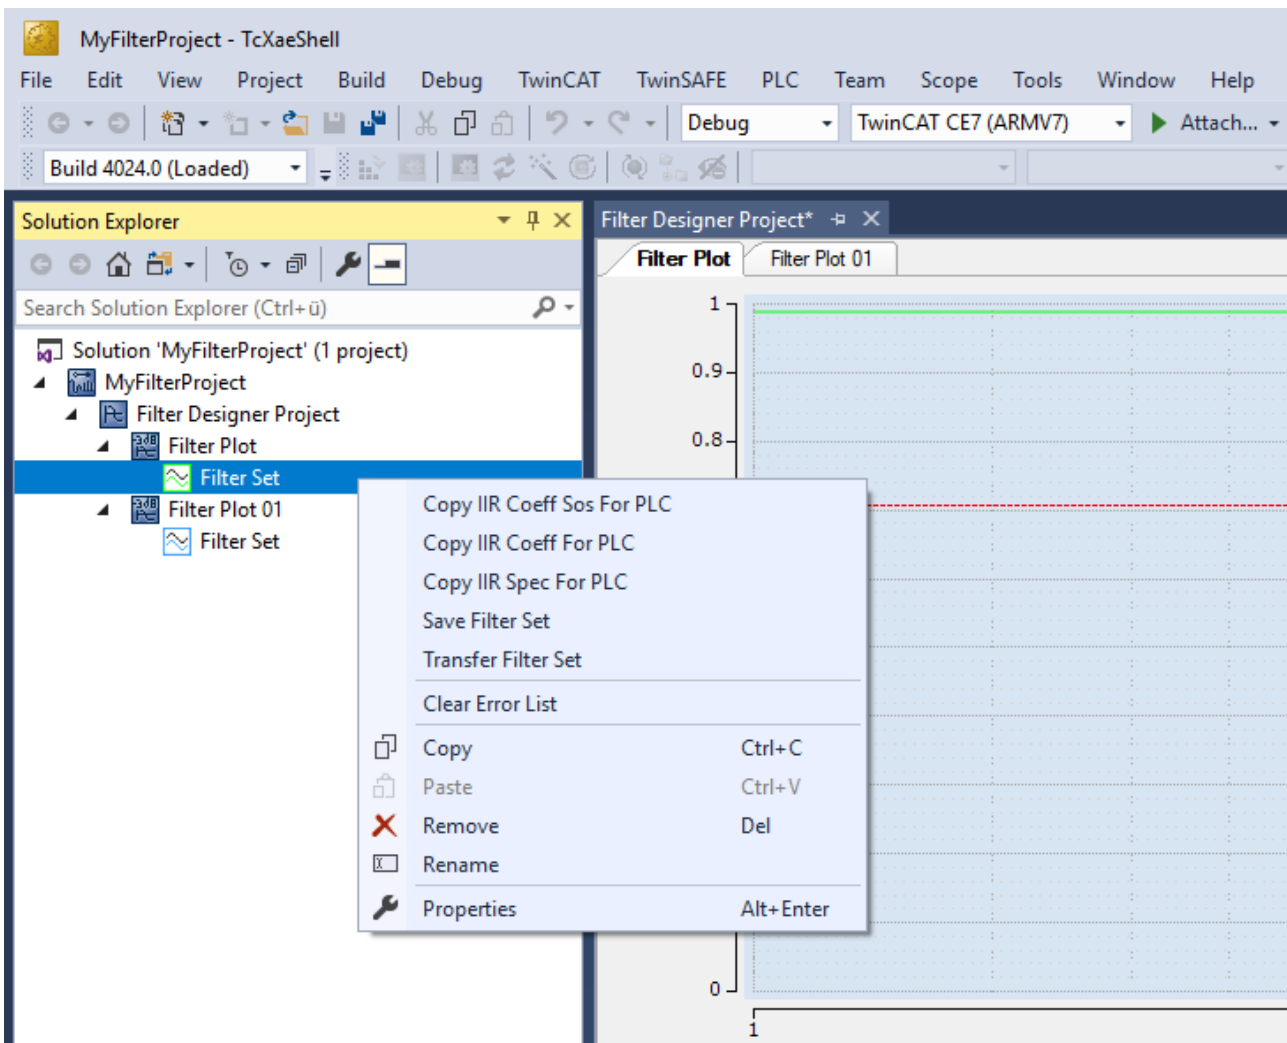 MyFilterProject - TcXaeShell
File Edit View Project Build Debug TwinCAT TwinSAFE PLC Team Scope Tools Window Help
Debug TwinCAT CE7 (ARMV7) Attach...
Build 4024.0 (Loaded)
Solution Explorer
Search Solution Explorer (Ctrl+ü)
Solution 'MyFilterProject' (1 project)
MyFilterProject
Filter Designer Project
Filter Plot
Filter Set
Filter Plot 01
Filter Set
Filter Designer Project*
Filter Plot Filter Plot 01
1
0.9
0.8
Copy IIR Coeff Sos For PLC
Copy IIR Coeff For PLC
Copy IIR Spec For PLC
Save Filter Set
Transfer Filter Set
Clear Error List
Copy Ctrl+C
Paste Ctrl+V
Remove Del
Rename
Properties Alt+Enter
0
1